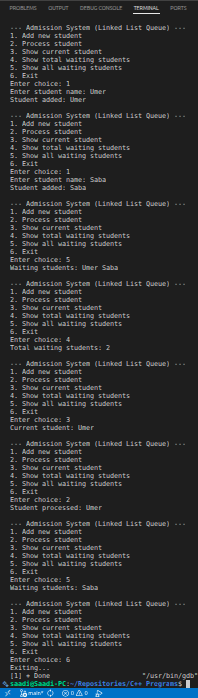 PROBLEMS OUTPUT DEBUG CONSOLE TERMINAL PORTS
--- Admission System (Linked List Queue) ---
1. Add new student
2. Process student
3. Show current student
4. Show total waiting students
5. Show all waiting students
6. Exit
Enter choice: 1
Enter student name: Umer
Student added: Umer
--- Admission System (Linked List Queue) ---
1. Add new student
2. Process student
3. Show current student
4. Show total waiting students
5. Show all waiting students
6. Exit
Enter choice: 1
Enter student name: Saba
Student added: Saba
--- Admission System (Linked List Queue) ---
1. Add new student
2. Process student
3. Show current student
4. Show total waiting students
5. Show all waiting students
6. Exit
Enter choice: 5
Waiting students: Umer Saba
--- Admission System (Linked List Queue) ---
1. Add new student
2. Process student
3. Show current student
4. Show total waiting students
5. Show all waiting students
6. Exit
Enter choice: 4
Total waiting students: 2
--- Admission System (Linked List Queue) ---
1. Add new student
2. Process student
3. Show current student
4. Show total waiting students
5. Show all waiting students
6. Exit
Enter choice: 3
Current student: Umer
--- Admission System (Linked List Queue) ---
1. Add new student
2. Process student
3. Show current student
4. Show total waiting students
5. Show all waiting students
6. Exit
Enter choice: 2
Student processed: Umer
--- Admission System (Linked List Queue) ---
1. Add new student
2. Process student
3. Show current student
4. Show total waiting students
5. Show all waiting students
6. Exit
Enter choice: 5
Waiting students: Saba
--- Admission System (Linked List Queue) ---
1. Add new student
2. Process student
3. Show current student
4. Show total waiting students
5. Show all waiting students
6. Exit
Enter choice: 6
Exiting...
[1] + Done "/usr/bin/gdb"
saadi@Saadi-PC:~/Repositories/C++ Programs$
main* 0 0